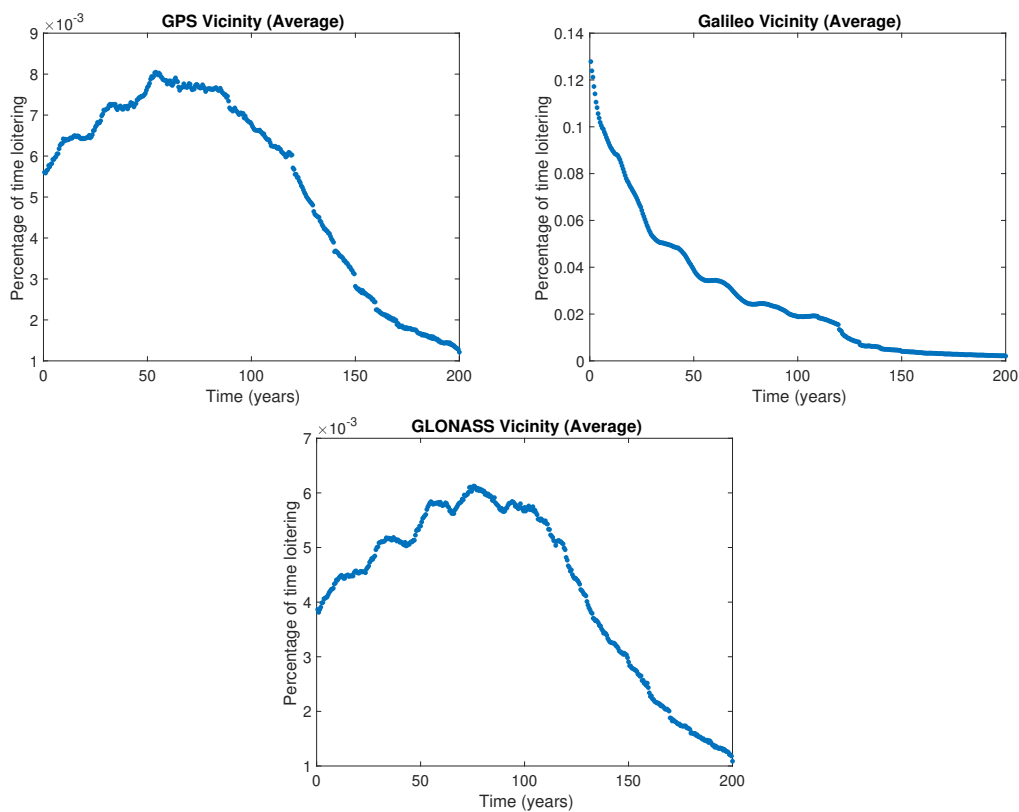 GPS Vicinity (Average)
×10⁻³
9
8
7
6
5
4
3
2
1
Percentage of time loitering
0 50 100 150 200
Time (years)
Galileo Vicinity (Average)
0.14
0.12
0.1
0.08
0.06
0.04
0.02
0
Percentage of time loitering
0 50 100 150 200
Time (years)
GLONASS Vicinity (Average)
×10⁻³
7
6
5
4
3
2
1
Percentage of time loitering
0 50 100 150 200
Time (years)